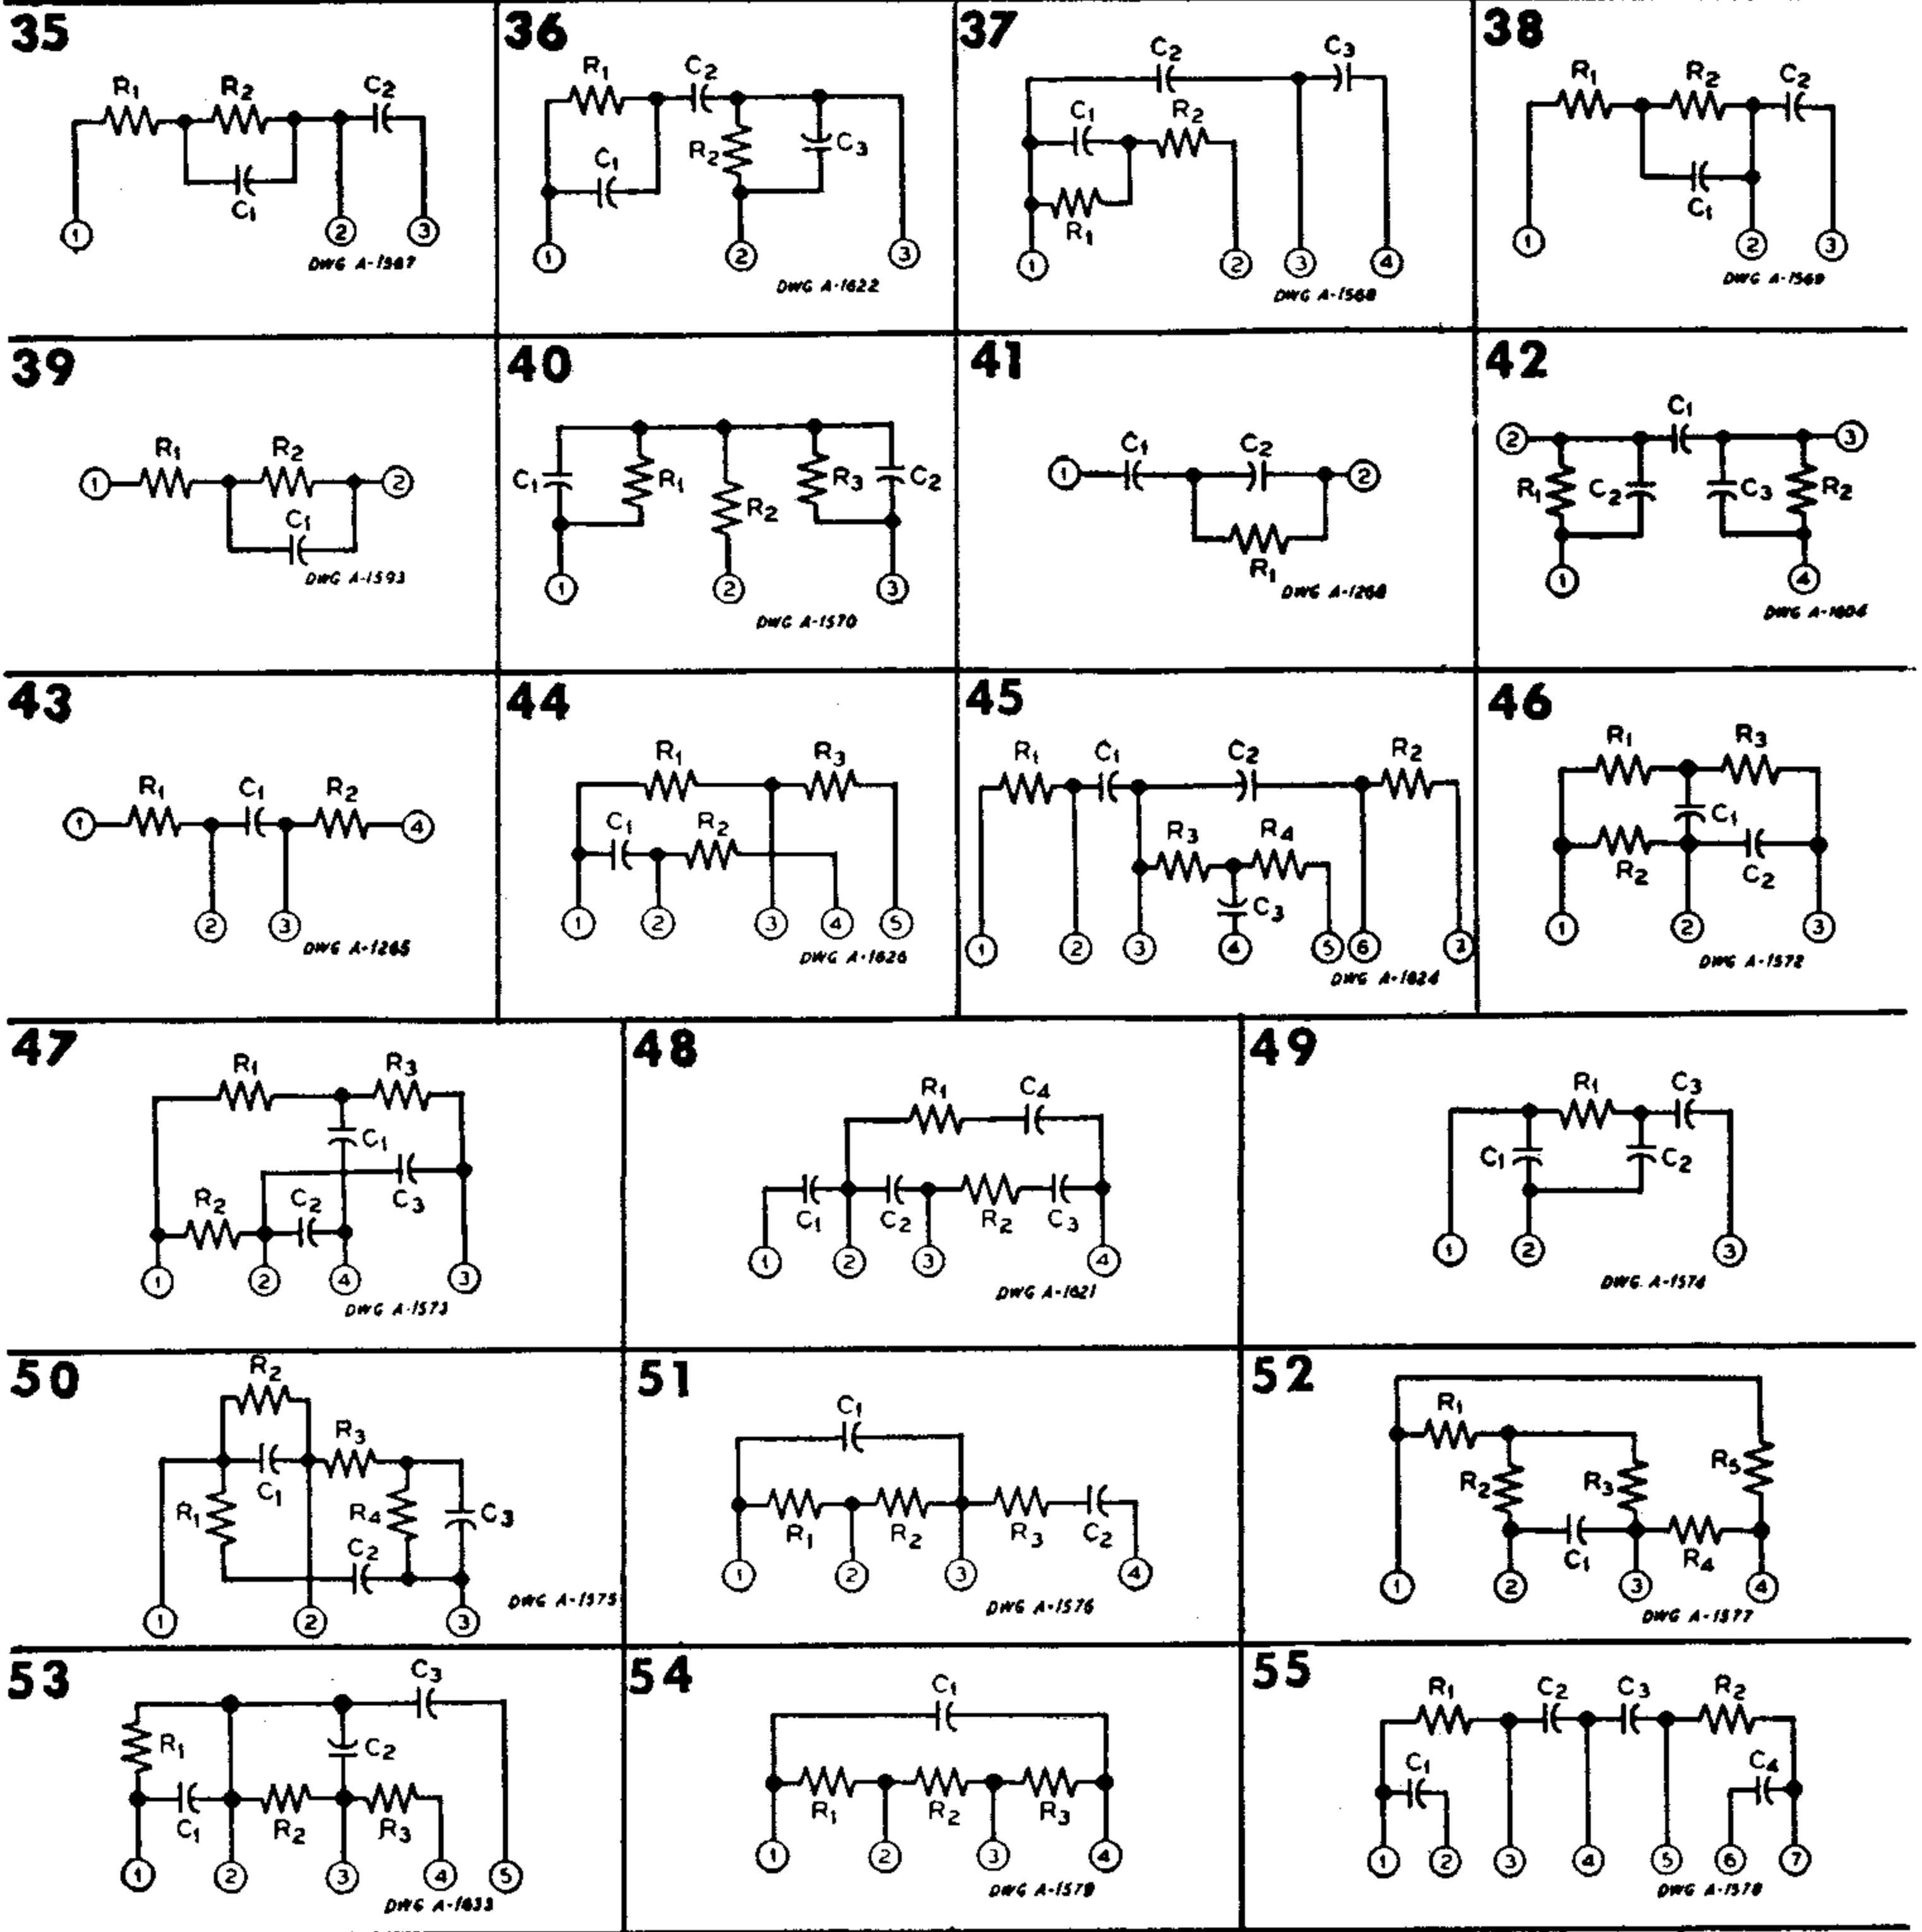 35
R1 R2 C2
C1
1 2 3
DWG A-1567
36
R1 C2
R2 C3
C1
1 2 3
DWG A-1622
37
C2 C3
C1 R2
R1
1 2 3 4
DWG A-1568
38
R1 R2 C2
C1
1 2 3
DWG A-1569
39
R1 R2
1 2
C1
DWG A-1593
40
C1 R1 R2 R3 C2
1 2 3
DWG A-1570
41
C1 C2
1 2
R1
DWG A-1268
42
C1
2 3
R1 C2 C3 R2
1 4
DWG A-1604
43
R1 C1 R2
1 4
2 3
DWG A-1265
44
R1 R3
C1 R2
1 2 3 4 5
DWG A-1626
45
R1 C1 C2 R2
R3 R4
C3
1 2 3 4 5 6 7
DWG A-1624
46
R1 R3
C1
R2 C2
1 2 3
DWG A-1572
47
R1 R3
C1
R2 C2 C3
1 2 4 3
DWG A-1573
48
R1 C4
C1 C2 R2 C3
1 2 3 4
DWG A-1621
49
R1 C3
C1 C2
1 2 3
DWG. A-1574
50
R2
R3
C1
R1 R4 C3
C2
1 2 3
DWG A-1575
51
C1
R1 R2 R3 C2
1 2 3 4
DWG A-1576
52
R1
R2 R3 R5
C1 R4
1 2 3 4
DWG A-1577
53
C3
R1 C2
C1 R2 R3
1 2 3 4 5
DWG A-1633
54
C1
R1 R2 R3
1 2 3 4
DWG A-1579
55
R1 C2 C3 R2
C1 C4
1 2 3 4 5 6 7
DWG A-1578